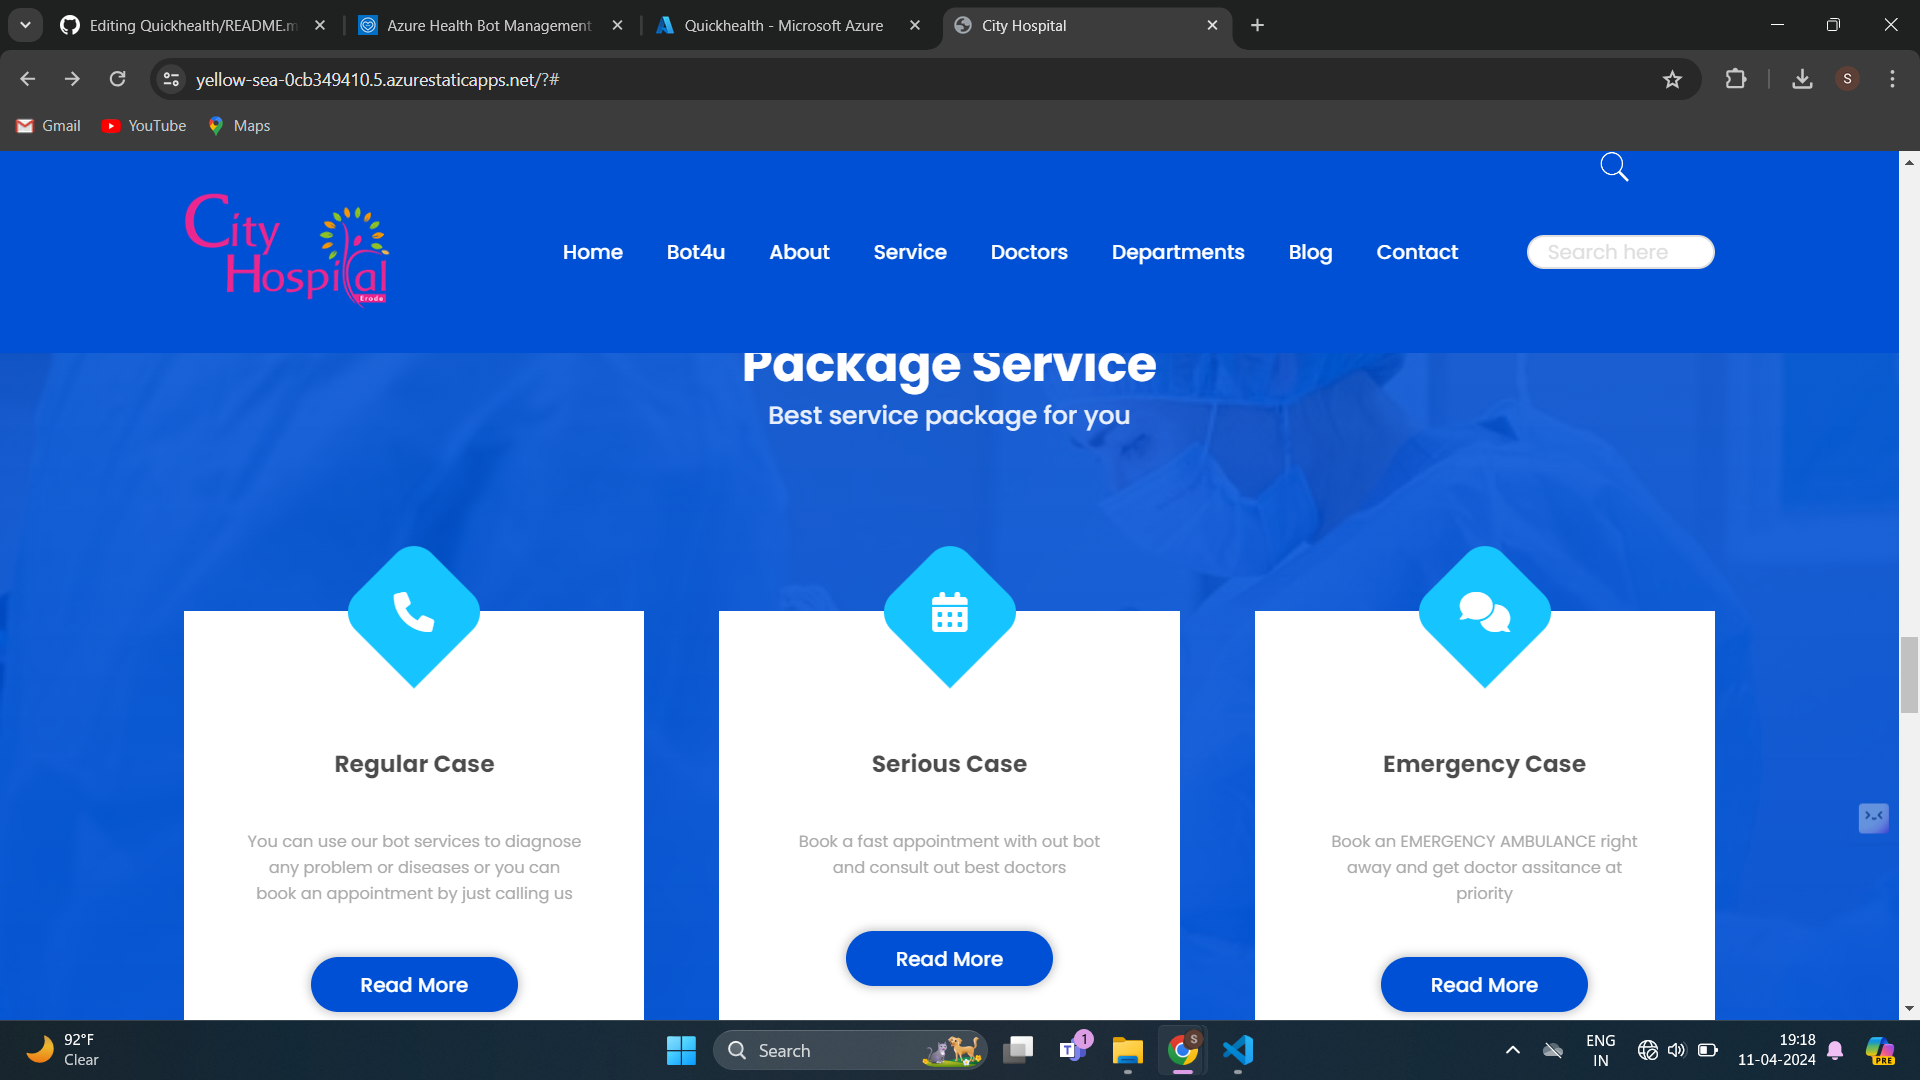 Editing Quickhealth/README.m
Azure Health Bot Management
Quickhealth - Microsoft Azure
City Hospital
yellow-sea-0cb349410.5.azurestaticapps.net/?#
S
Gmail
YouTube
Maps
City
Hospital
Erode
Home
Bot4u
About
Service
Doctors
Departments
Blog
Contact
Search here
Package Service
Best service package for you
Regular Case
You can use our bot services to diagnose
any problem or diseases or you can
book an appointment by just calling us
Read More
Serious Case
Book a fast appointment with out bot
and consult out best doctors
Read More
Emergency Case
Book an EMERGENCY AMBULANCE right
away and get doctor assitance at
priority
Read More
92°F
Clear
Search
T
1
S
ENG
IN
19:18
11-04-2024
PRE